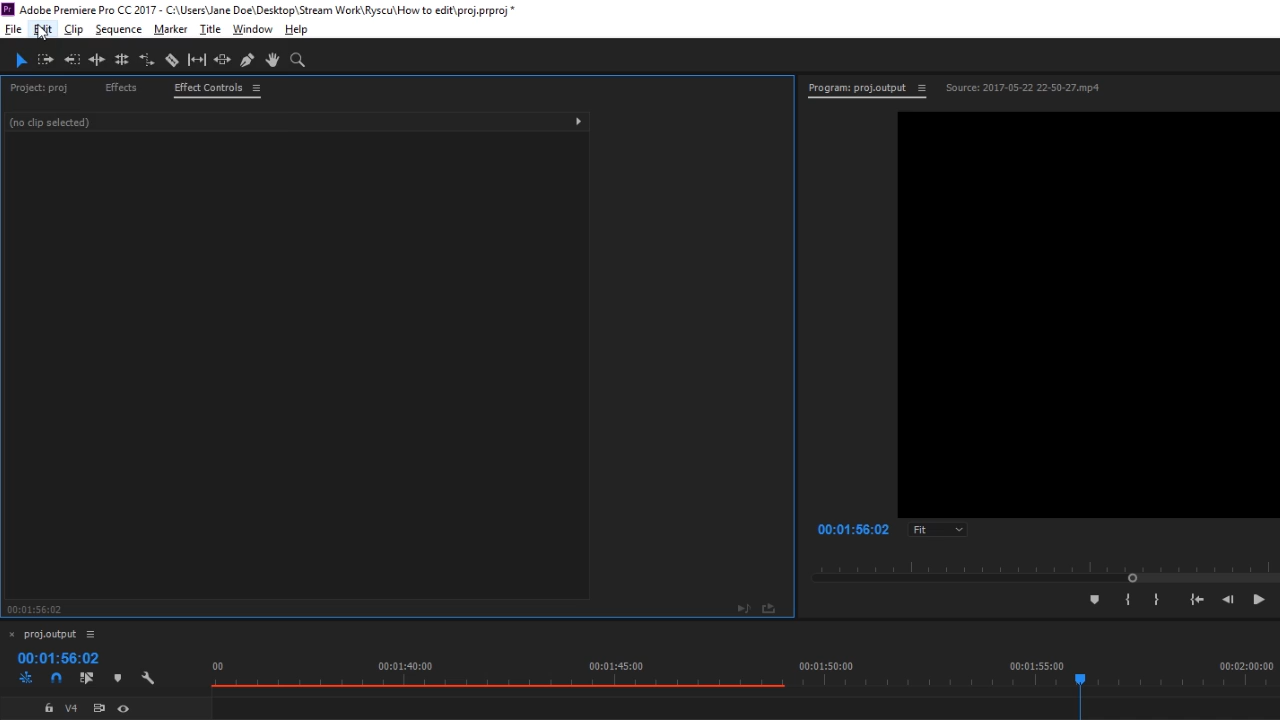 Pr Adobe Premiere Pro CC 2017 - C:\Users\Jane Doe\Desktop\Stream Work\Ryscu\How to edit\proj.prproj *
File Edit Clip Sequence Marker Title Window Help
Project: proj Effects Effect Controls
Program: proj.output Source: 2017-05-22 22-50-27.mp4
(no clip selected)
00:01:56:02 Fit
00:01:56:02
× proj.output
00:01:56:02
00 00:01:40:00 00:01:45:00 00:01:50:00 00:01:55:00 00:02:00:00
V4